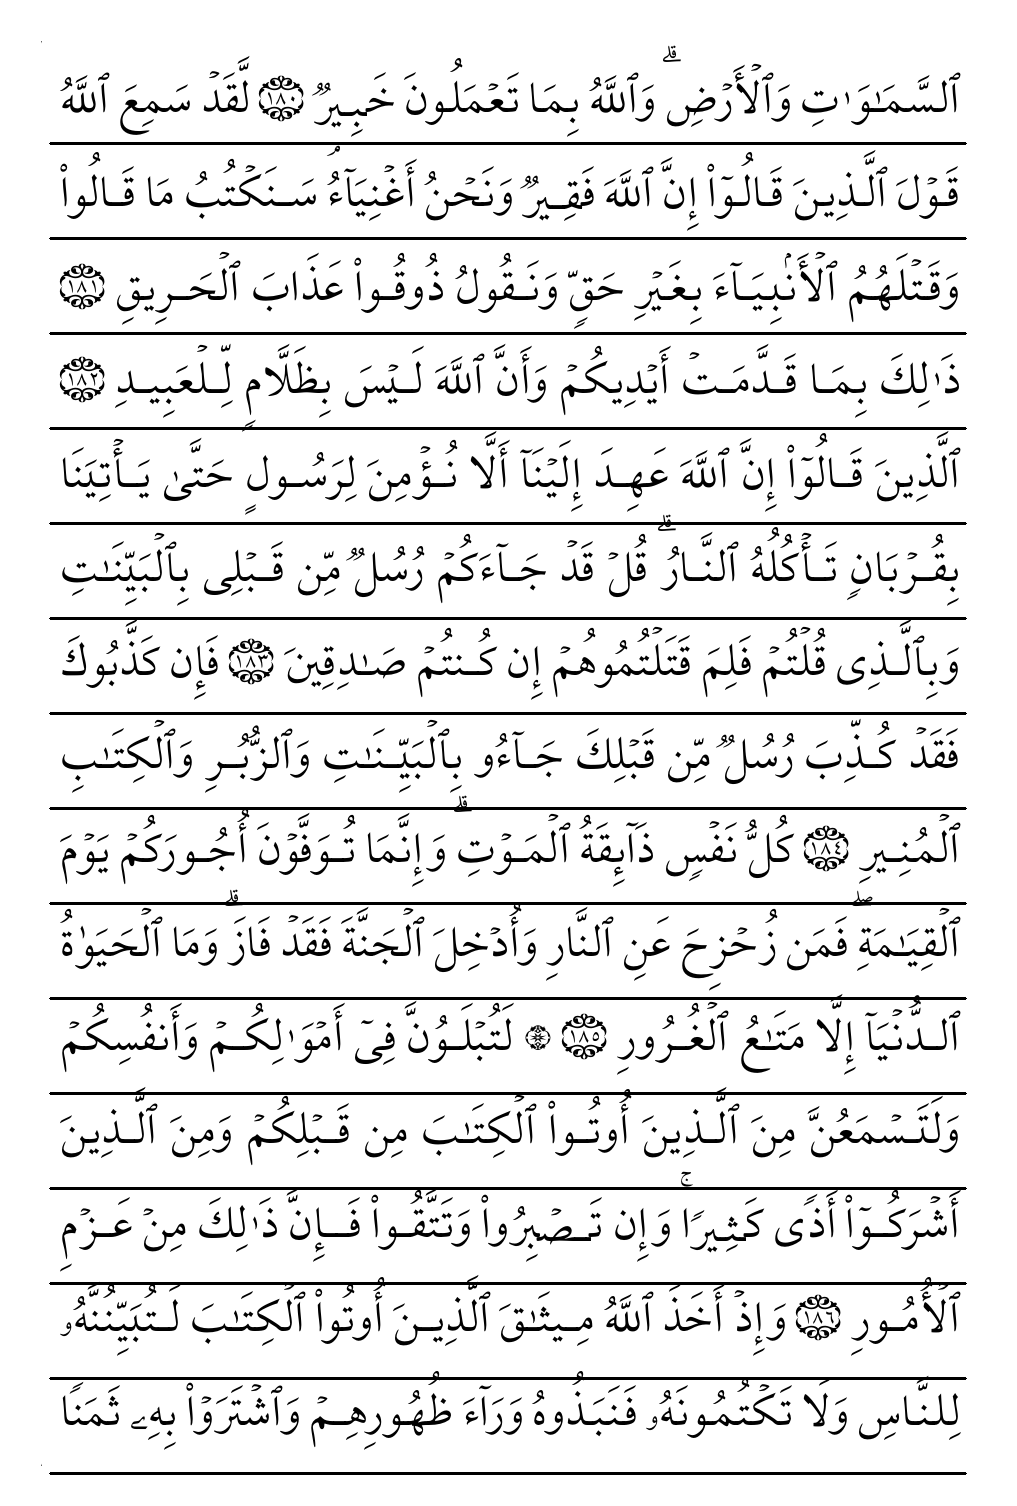 ٱلسَّمَـٰوَٰتِ وَٱلْأَرْضِ ۗ وَٱللَّهُ بِمَا تَعْمَلُونَ خَبِيرٌ ١٨٠ لَّقَدْ سَمِعَ ٱللَّهُ
قَوْلَ ٱلَّذِينَ قَالُوٓا۟ إِنَّ ٱللَّهَ فَقِيرٌ وَنَحْنُ أَغْنِيَآءُ ۘ سَنَكْتُبُ مَا قَالُوا۟
وَقَتْلَهُمُ ٱلْأَنۢبِيَآءَ بِغَيْرِ حَقٍّ وَنَقُولُ ذُوقُوا۟ عَذَابَ ٱلْحَرِيقِ ١٨١
ذَٰلِكَ بِمَا قَدَّمَتْ أَيْدِيكُمْ وَأَنَّ ٱللَّهَ لَيْسَ بِظَلَّامٍ لِّلْعَبِيدِ ١٨٢
ٱلَّذِينَ قَالُوٓا۟ إِنَّ ٱللَّهَ عَهِدَ إِلَيْنَآ أَلَّا نُؤْمِنَ لِرَسُولٍ حَتَّىٰ يَأْتِيَنَا
بِقُرْبَانٍ تَأْكُلُهُ ٱلنَّارُ ۗ قُلْ قَدْ جَآءَكُمْ رُسُلٌ مِّن قَبْلِى بِٱلْبَيِّنَـٰتِ
وَبِٱلَّذِى قُلْتُمْ فَلِمَ قَتَلْتُمُوهُمْ إِن كُنتُمْ صَـٰدِقِينَ ١٨٣ فَإِن كَذَّبُوكَ
فَقَدْ كُذِّبَ رُسُلٌ مِّن قَبْلِكَ جَآءُو بِٱلْبَيِّنَـٰتِ وَٱلزُّبُرِ وَٱلْكِتَـٰبِ
ٱلْمُنِيرِ ١٨٤ كُلُّ نَفْسٍ ذَآئِقَةُ ٱلْمَوْتِ ۗ وَإِنَّمَا تُوَفَّوْنَ أُجُورَكُمْ يَوْمَ
ٱلْقِيَـٰمَةِ ۖ فَمَن زُحْزِحَ عَنِ ٱلنَّارِ وَأُدْخِلَ ٱلْجَنَّةَ فَقَدْ فَازَ ۗ وَمَا ٱلْحَيَوٰةُ
ٱلدُّنْيَآ إِلَّا مَتَـٰعُ ٱلْغُرُورِ ١٨٥ ۞ لَتُبْلَوُنَّ فِىٓ أَمْوَٰلِكُمْ وَأَنفُسِكُمْ
وَلَتَسْمَعُنَّ مِنَ ٱلَّذِينَ أُوتُوا۟ ٱلْكِتَـٰبَ مِن قَبْلِكُمْ وَمِنَ ٱلَّذِينَ
أَشْرَكُوٓا۟ أَذًى كَثِيرًا ۚ وَإِن تَصْبِرُوا۟ وَتَتَّقُوا۟ فَإِنَّ ذَٰلِكَ مِنْ عَزْمِ
ٱلْأُمُورِ ١٨٦ وَإِذْ أَخَذَ ٱللَّهُ مِيثَـٰقَ ٱلَّذِينَ أُوتُوا۟ ٱلْكِتَـٰبَ لَتُبَيِّنُنَّهُۥ
لِلنَّاسِ وَلَا تَكْتُمُونَهُۥ فَنَبَذُوهُ وَرَآءَ ظُهُورِهِمْ وَٱشْتَرَوْا۟ بِهِۦ ثَمَنًا